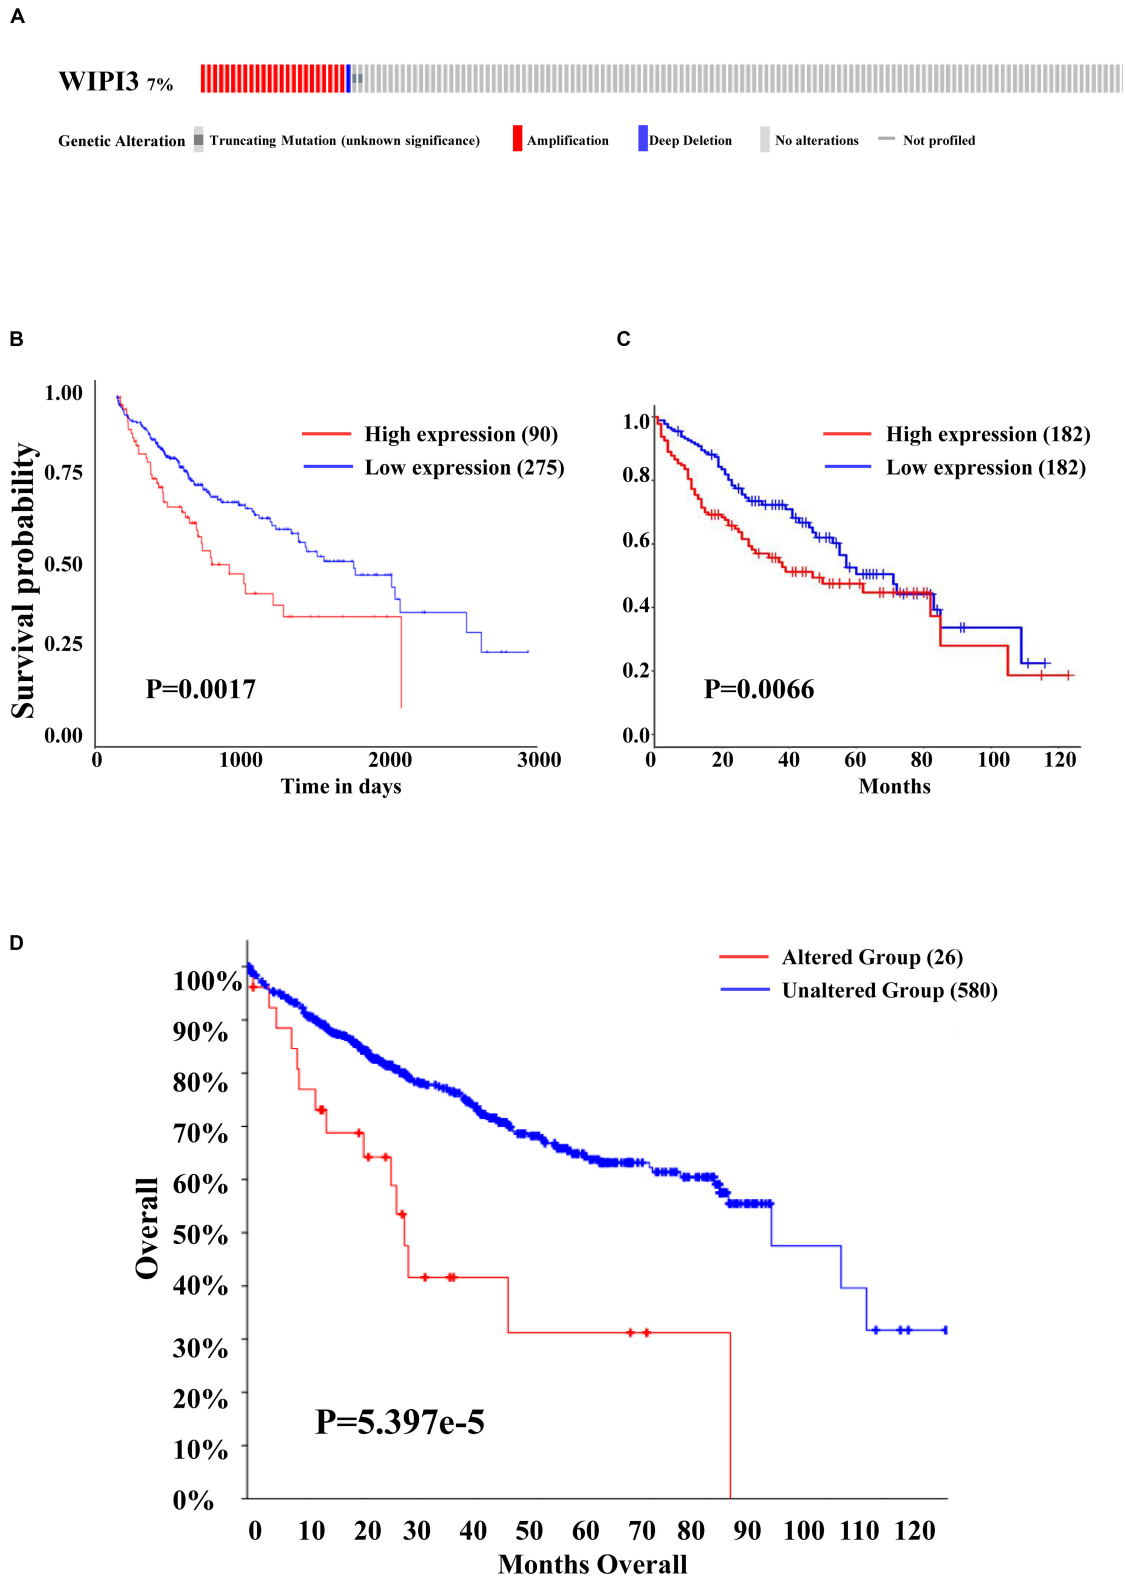 A
WIPI3 7%
Genetic Alteration Truncating Mutation (unknown significance) Amplification Deep Deletion No alterations Not profiled
B
Survival probability
1.00
0.75
0.50
0.25
0.00
High expression (90)
Low expression (275)
P=0.0017
0 1000 2000 3000
Time in days
C
1.0
0.8
0.6
0.4
0.2
0.0
High expression (182)
Low expression (182)
P=0.0066
0 20 40 60 80 100 120
Months
D
Overall
100%
90%
80%
70%
60%
50%
40%
30%
20%
10%
0%
Altered Group (26)
Unaltered Group (580)
P=5.397e-5
0 10 20 30 40 50 60 70 80 90 100 110 120
Months Overall